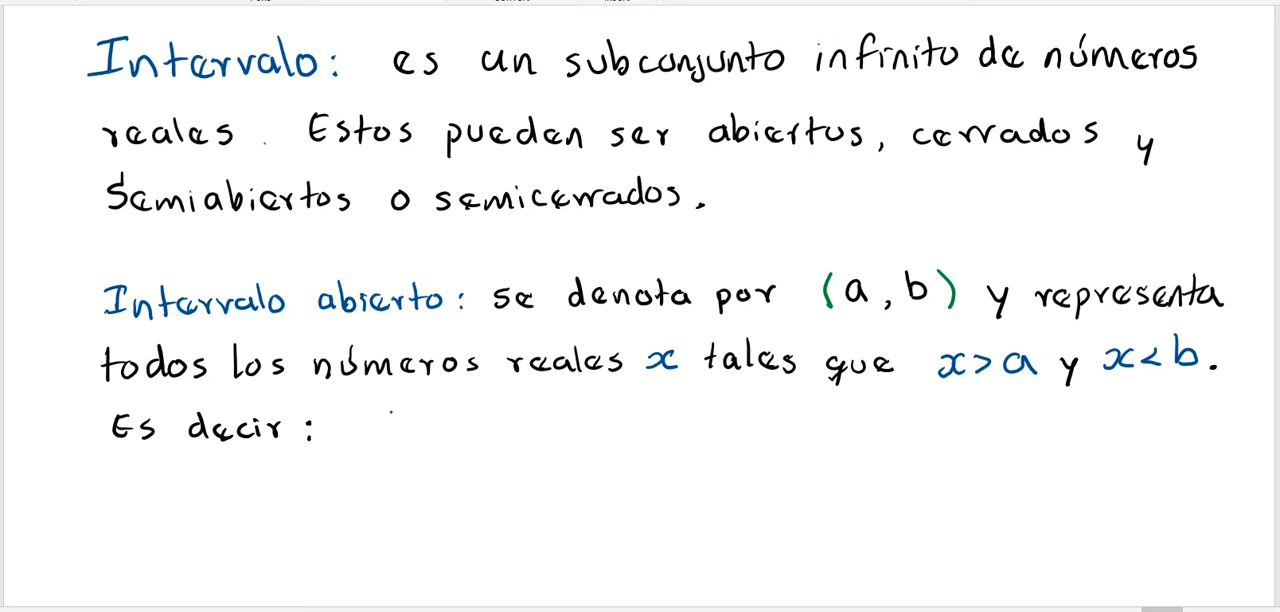 Intervalo: es un subconjunto infinito de números
reales. Estos pueden ser abiertos, cerrados y
Semiabiertos o semicerrados.
Intervalo abierto: se denota por (a, b) y representa
todos los números reales x tales que x>a y x<b.
Es decir: